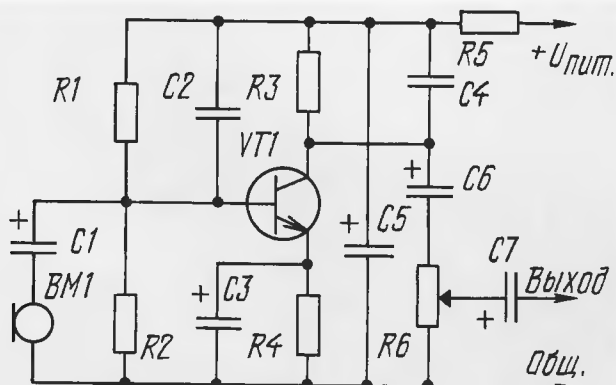 R1
C2
R3
R5
+Uпит.
C4
VT1
+
C6
+
C1
+
C5
C7
BM1
+
C3
Выход
+
R2
R4
R6
Общ.